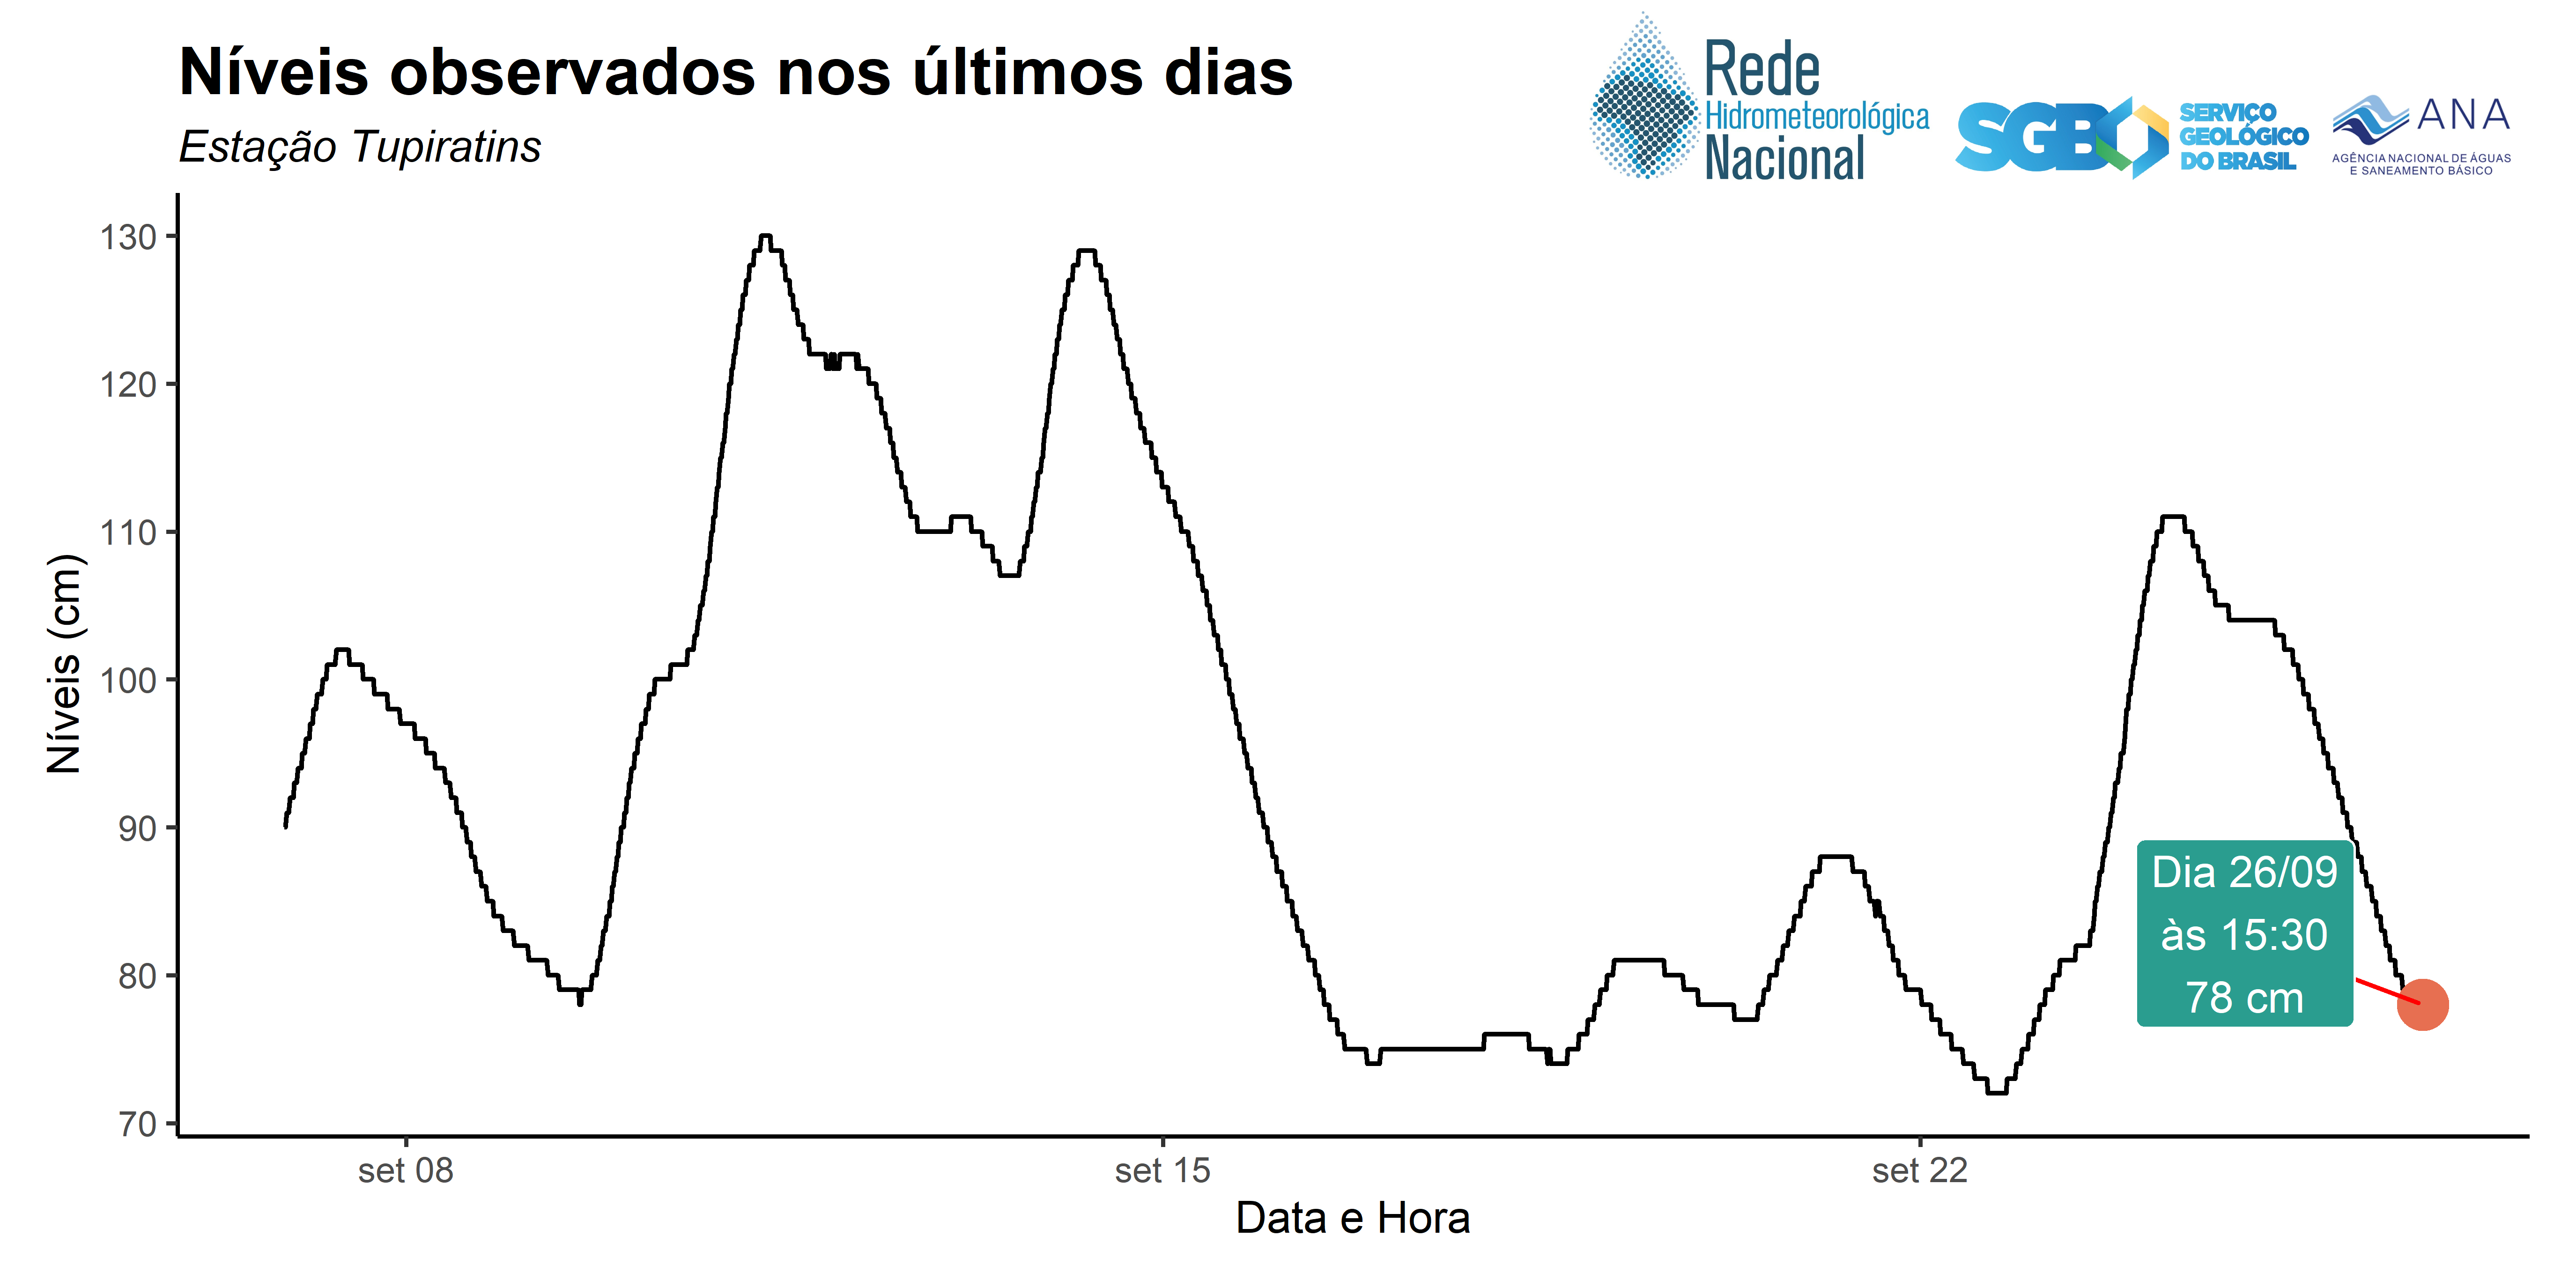 Níveis observados nos últimos dias
Estação Tupiratins
Rede
Hidrometeorológica
Nacional
SGB
SERVIÇO
GEOLÓGICO
DO BRASIL
ANA
AGÊNCIA NACIONAL DE ÁGUAS
E SANEAMENTO BÁSICO
Níveis (cm)
130
120
110
100
90
80
70
Dia 26/09
às 15:30
78 cm
set 08
set 15
set 22
Data e Hora